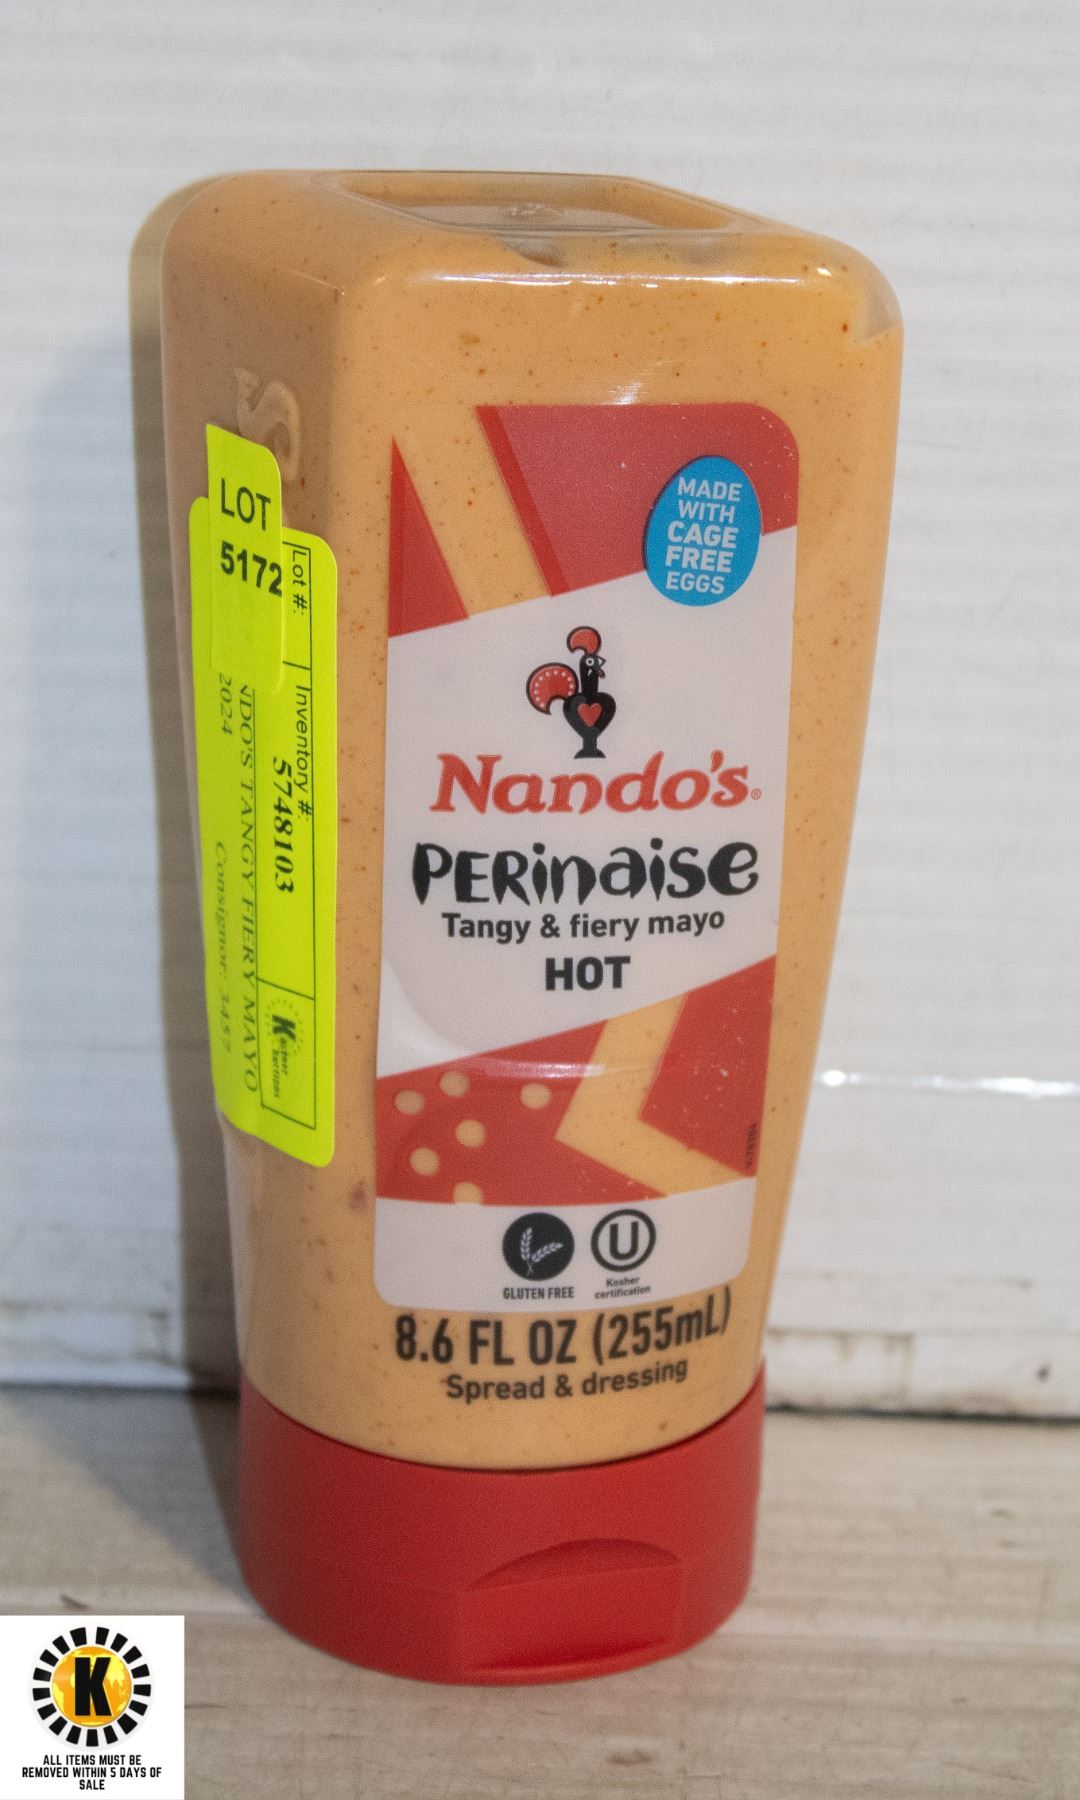 LOT
5172
Lot #:
Inventory #:
5748103
NDO'S TANGY FIERY MAYO
2024
Consignor: 3457
K
MADE
WITH
CAGE
FREE
EGGS
Nando's®
PERinaise
Tangy & fiery mayo
HOT
GLUTEN FREE
U
Kosher
certification
8.6 FL OZ (255mL)
Spread & dressing
K
ALL ITEMS MUST BE
REMOVED WITHIN 5 DAYS OF
SALE